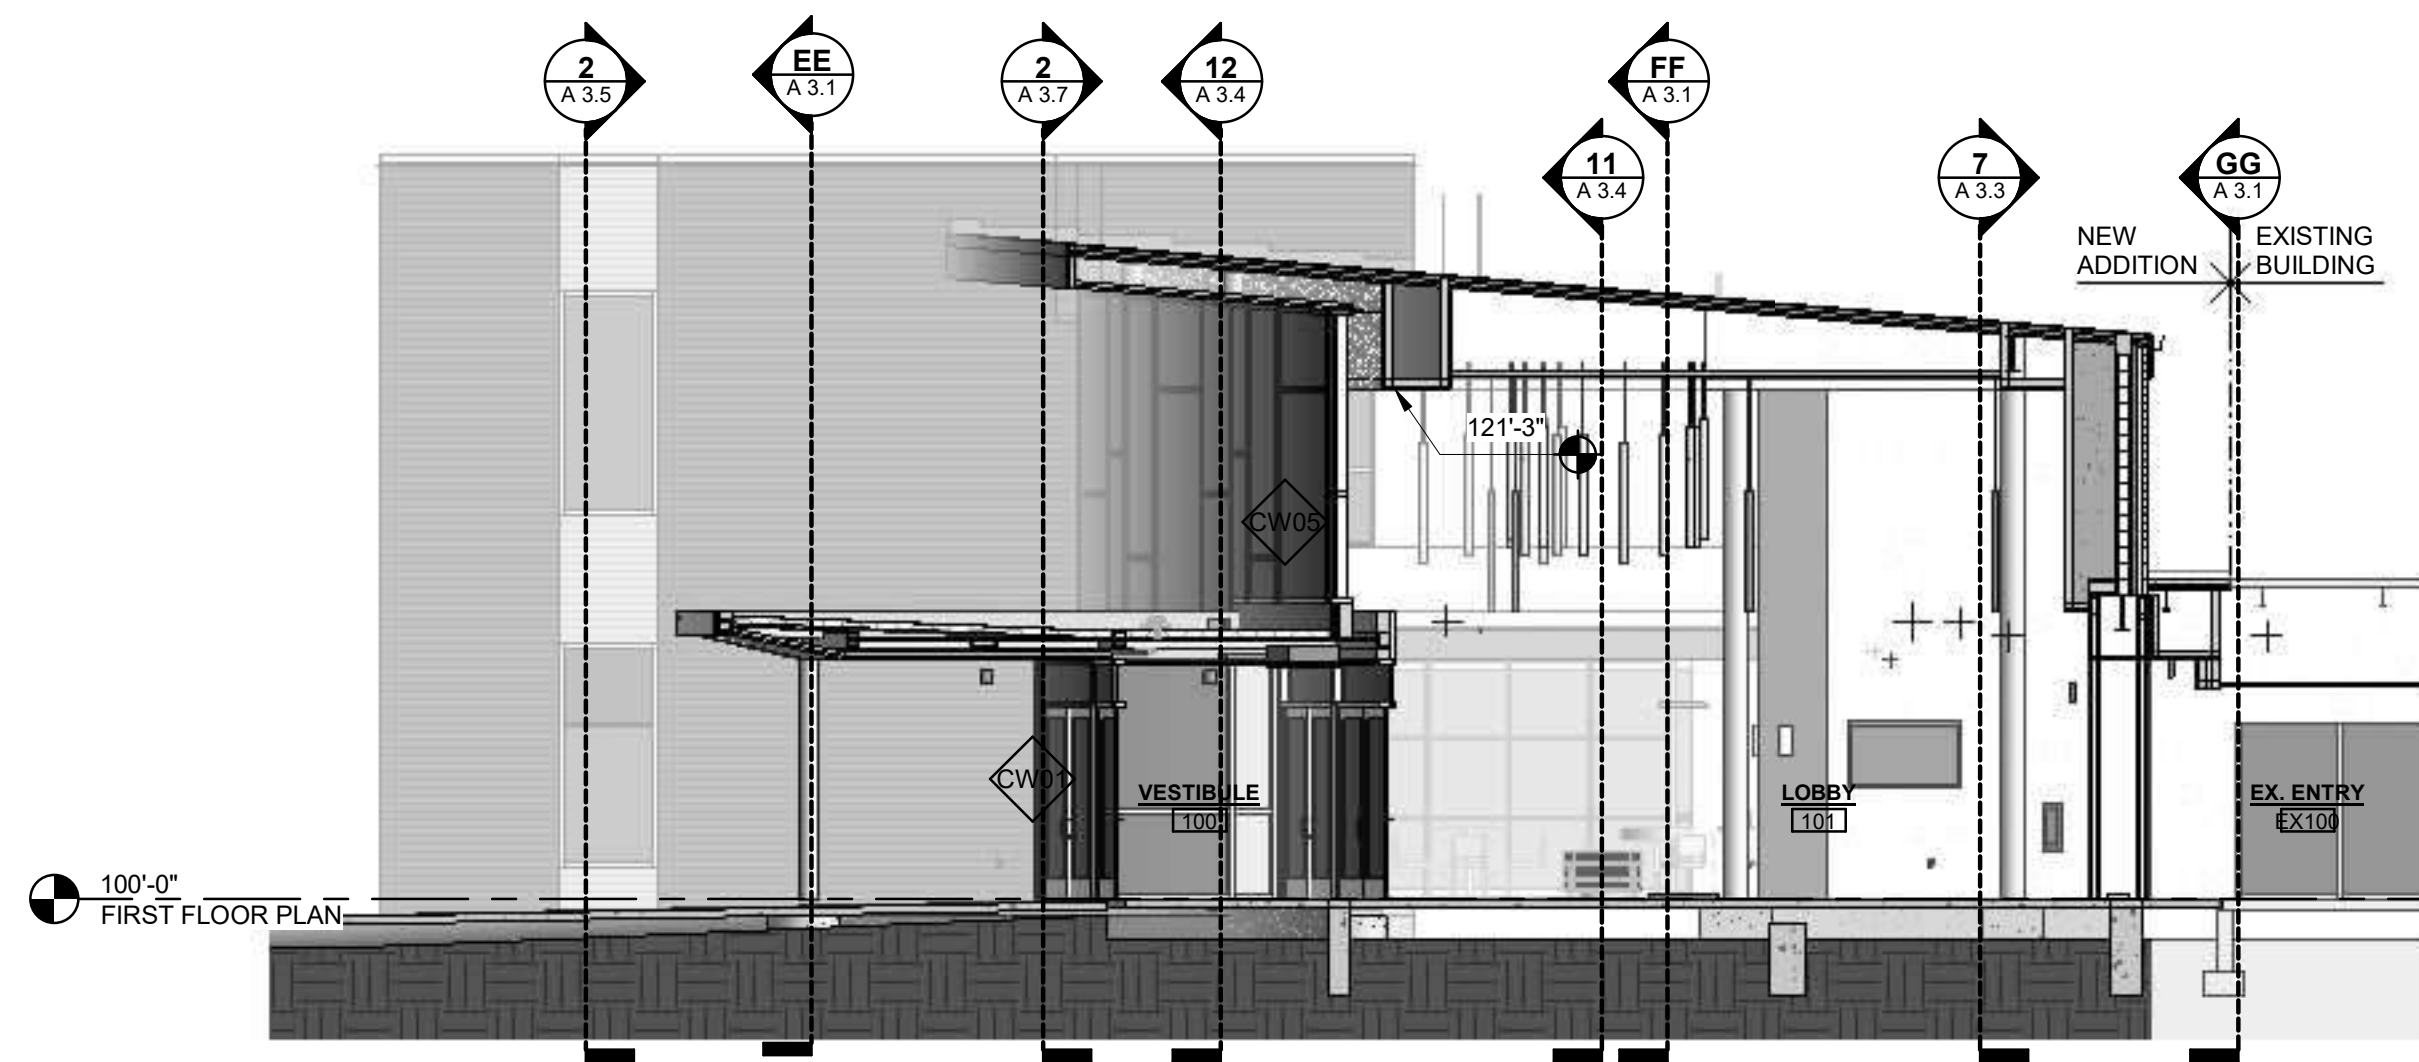 2
A 3.5
EE
A 3.1
2
A 3.7
12
A 3.4
FF
A 3.1
11
A 3.4
7
A 3.3
GG
A 3.1
NEW
ADDITION
EXISTING
BUILDING
121'-3"
CW05
CW01
VESTIBULE
100
LOBBY
101
EX. ENTRY
EX100
100'-0"
FIRST FLOOR PLAN